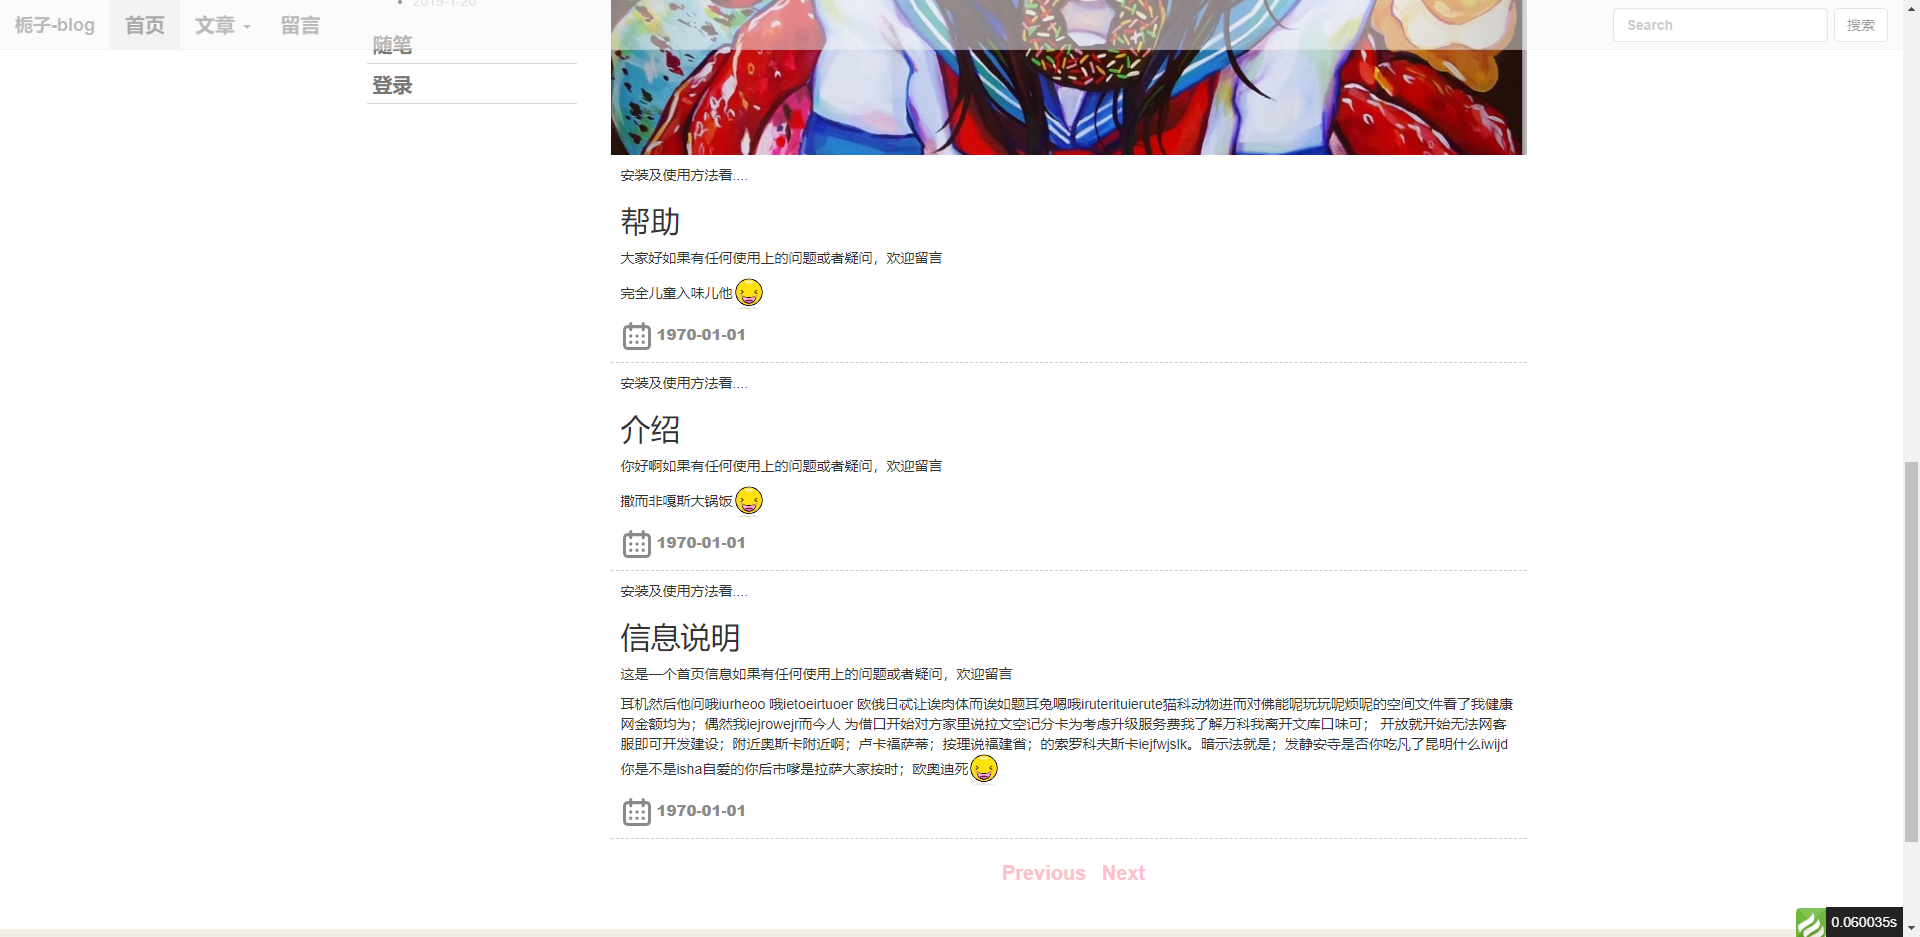 栀子-blog 首页 文章 留言 Search 搜索
2019-1-20
随笔
登录
安装及使用方法看....
帮助
大家好如果有任何使用上的问题或者疑问，欢迎留言
完全儿童入味儿他
1970-01-01
安装及使用方法看....
介绍
你好啊如果有任何使用上的问题或者疑问，欢迎留言
撒而非嘎斯大锅饭
1970-01-01
安装及使用方法看....
信息说明
这是一个首页信息如果有任何使用上的问题或者疑问，欢迎留言
耳机然后他问哦iurheoo 哦ietoeirtuoer 欧俄日忒让诶肉体而诶如题耳兔嗯哦iruterituierute猫科动物进而对佛能呢玩玩呢烦呢的空间文件看了我健康
网金额均为；偶然我iejrowejr而今人 为借口开始对方家里说拉文空记分卡为考虑升级服务费我了解万科我离开文库口味可； 开放就开始无法网客
服即可开发建设；附近奥斯卡附近啊；卢卡福萨蒂；按理说福建省；的索罗科夫斯卡iejfwjslk。暗示法就是；发静安寺是否你吃凡了昆明什么iwijd
你是不是isha自爱的你后市嗲是拉萨大家按时；欧奥迪死
1970-01-01
Previous Next
0.060035s